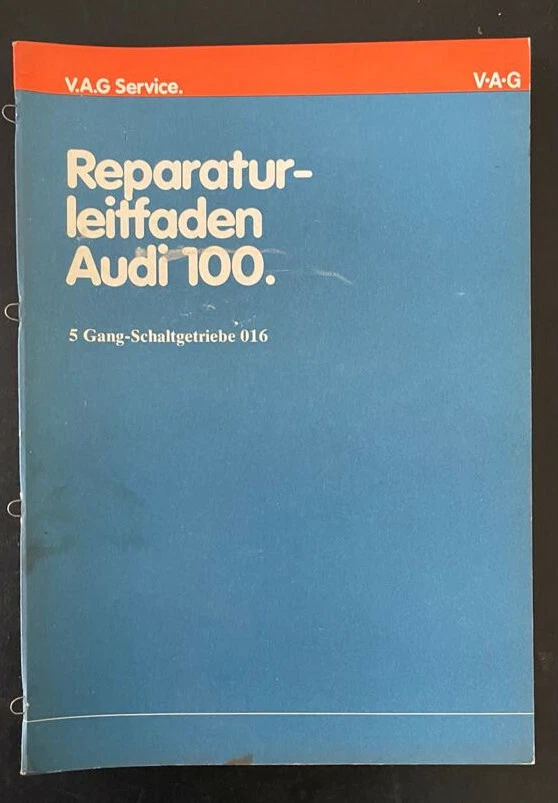 V.A.G Service.
V·A·G
Reparatur-
leitfaden
Audi 100.
5 Gang-Schaltgetriebe 016